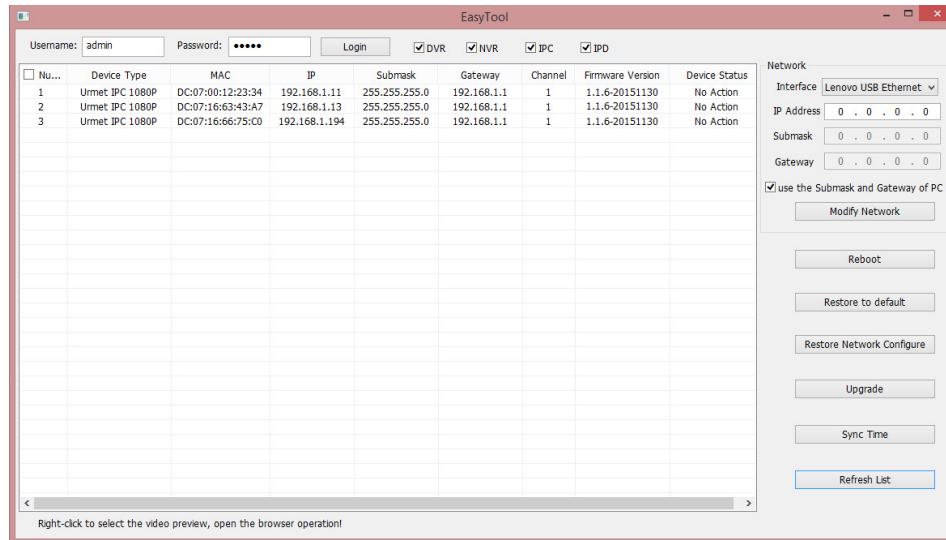 EasyTool
Username: admin Password: ●●●●● Login DVR NVR IPC IPD
Nu... Device Type MAC IP Submask Gateway Channel Firmware Version Device Status
1 Urmet IPC 1080P DC:07:00:12:23:34 192.168.1.11 255.255.255.0 192.168.1.1 1 1.1.6-20151130 No Action
2 Urmet IPC 1080P DC:07:16:63:43:A7 192.168.1.13 255.255.255.0 192.168.1.1 1 1.1.6-20151130 No Action
3 Urmet IPC 1080P DC:07:16:66:75:C0 192.168.1.194 255.255.255.0 192.168.1.1 1 1.1.6-20151130 No Action
Network
Interface Lenovo USB Ethernet
IP Address 0 . 0 . 0 . 0
Submask 0 . 0 . 0 . 0
Gateway 0 . 0 . 0 . 0
use the Submask and Gateway of PC
Modify Network
Reboot
Restore to default
Restore Network Configure
Upgrade
Sync Time
Refresh List
Right-click to select the video preview, open the browser operation!